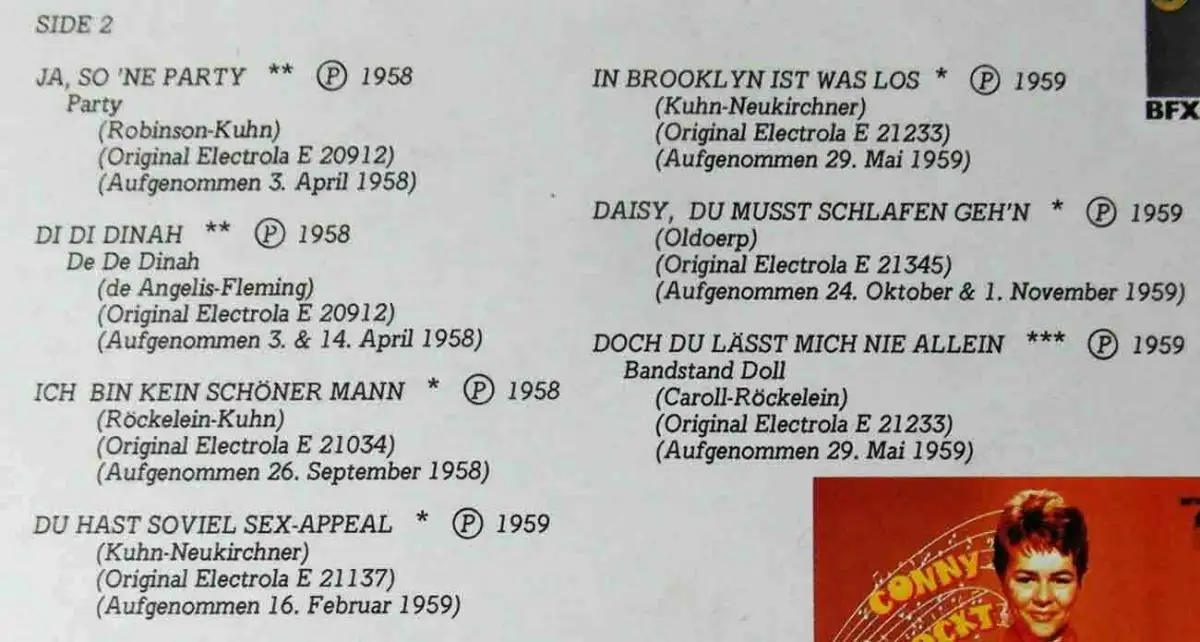 SIDE 2
JA, SO 'NE PARTY ** Ⓟ 1958
Party
(Robinson-Kuhn)
(Original Electrola E 20912)
(Aufgenommen 3. April 1958)
DI DI DINAH ** Ⓟ 1958
De De Dinah
(de Angelis-Fleming)
(Original Electrola E 20912)
(Aufgenommen 3. & 14. April 1958)
ICH BIN KEIN SCHÖNER MANN * Ⓟ 1958
(Röckelein-Kuhn)
(Original Electrola E 21034)
(Aufgenommen 26. September 1958)
DU HAST SOVIEL SEX-APPEAL * Ⓟ 1959
(Kuhn-Neukirchner)
(Original Electrola E 21137)
(Aufgenommen 16. Februar 1959)
IN BROOKLYN IST WAS LOS * Ⓟ 1959
(Kuhn-Neukirchner)
(Original Electrola E 21233)
(Aufgenommen 29. Mai 1959)
DAISY, DU MUSST SCHLAFEN GEH'N * Ⓟ 1959
(Oldoerp)
(Original Electrola E 21345)
(Aufgenommen 24. Oktober & 1. November 1959)
DOCH DU LÄSST MICH NIE ALLEIN *** Ⓟ 1959
Bandstand Doll
(Caroll-Röckelein)
(Original Electrola E 21233)
(Aufgenommen 29. Mai 1959)
BFX
CONNY